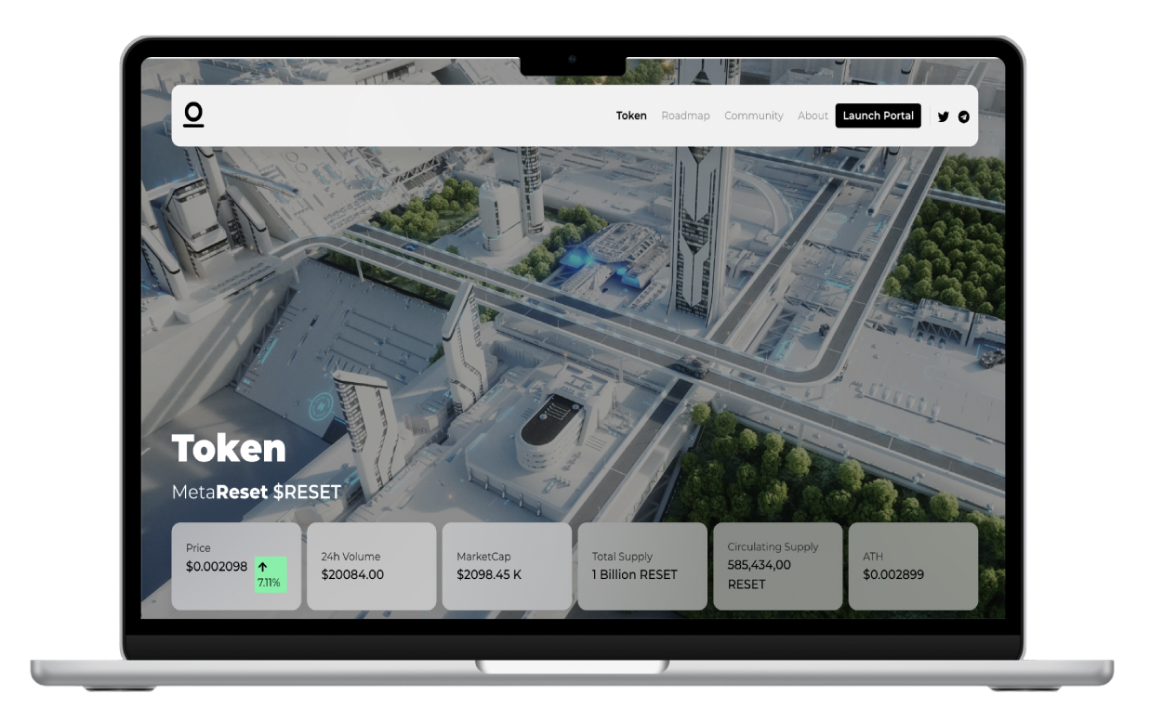 Token Roadmap Community About Launch Portal
Token
MetaReset $RESET
Price
$0.002098
7.11%
24h Volume
$20084.00
MarketCap
$2098.45 K
Total Supply
1 Billion RESET
Circulating Supply
585,434,00
RESET
ATH
$0.002899